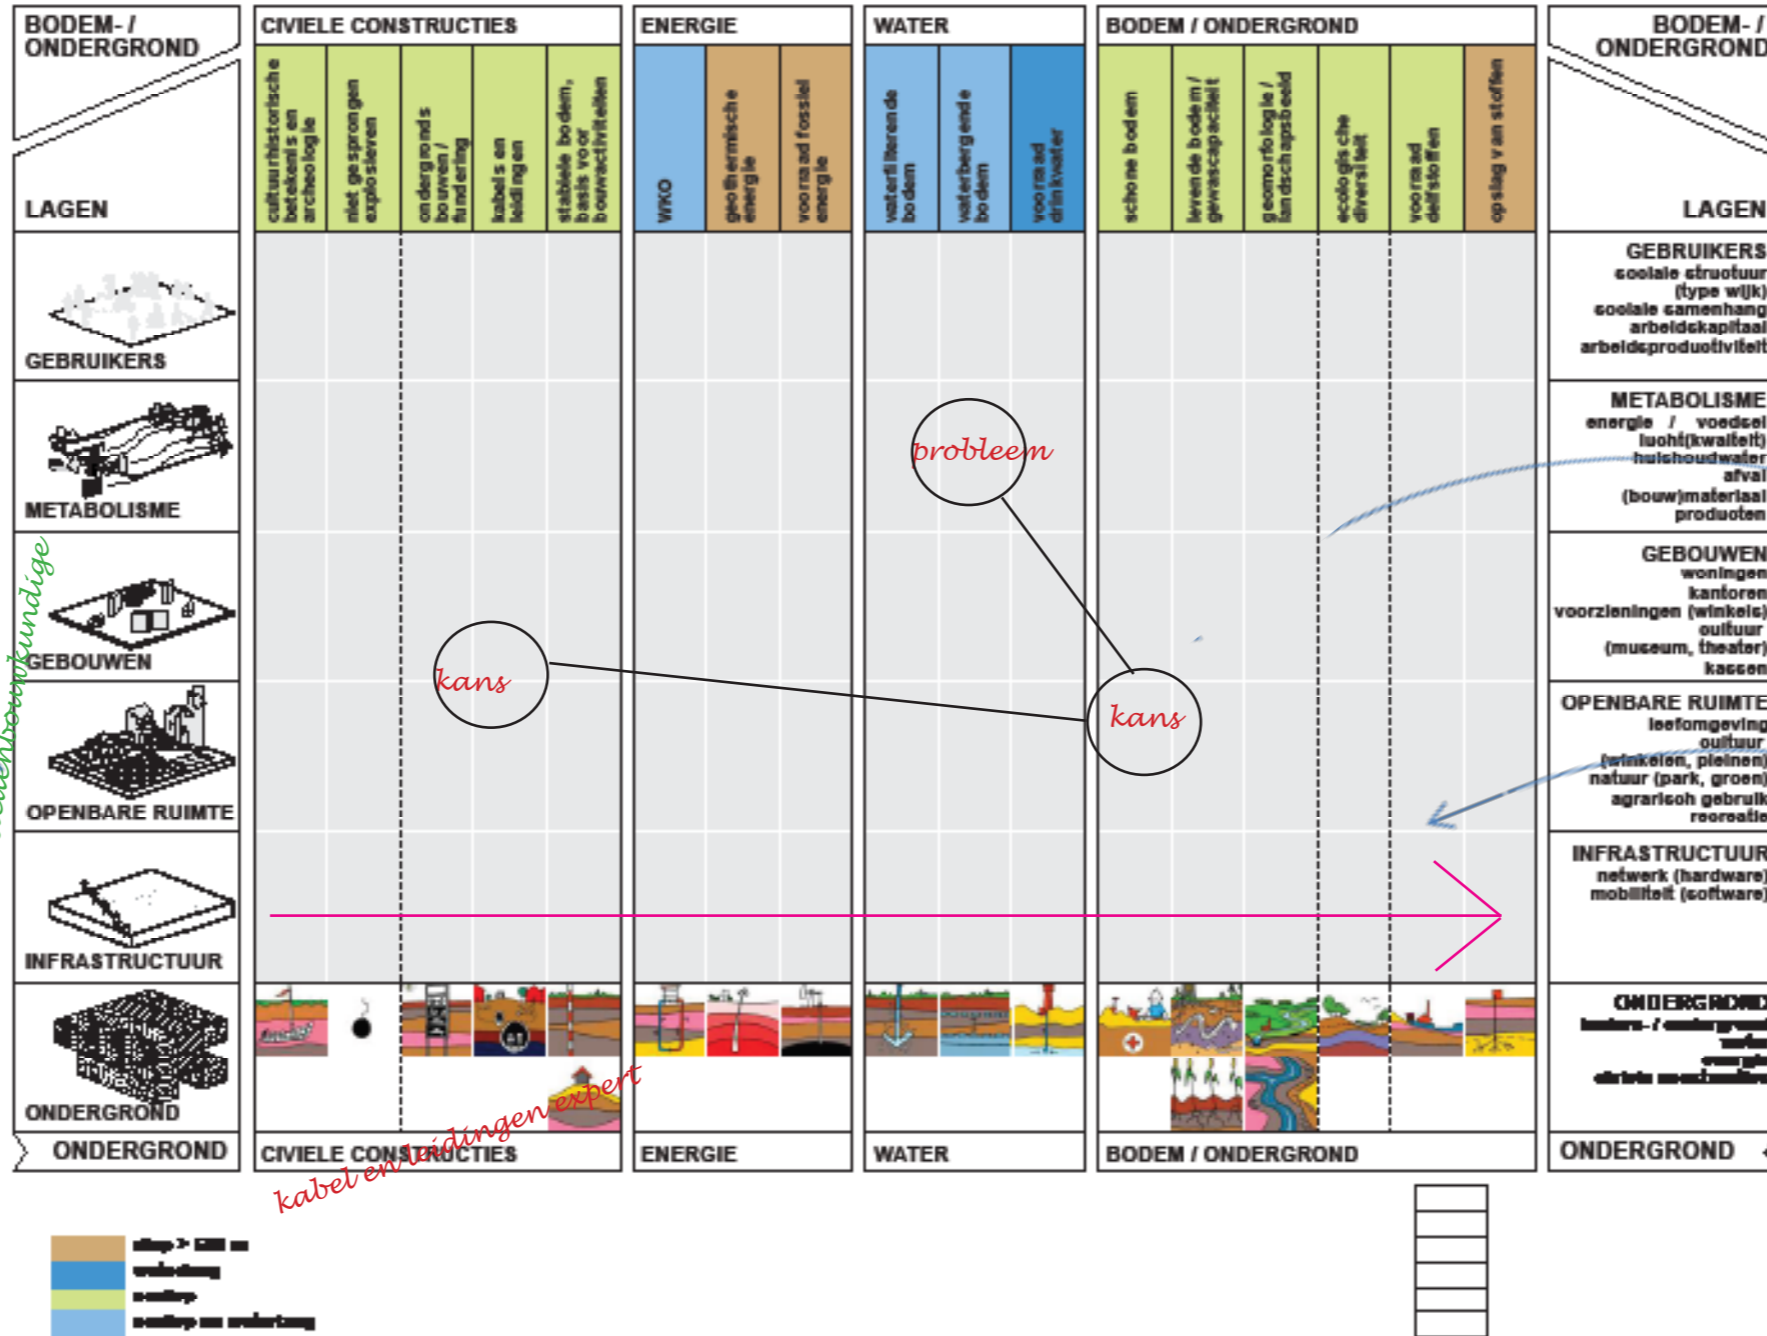 BODEM- /
ONDERGROND
LAGEN
CIVIELE CONSTRUCTIES
ENERGIE
WATER
BODEM / ONDERGROND
BODEM- /
ONDERGROND
LAGEN
cultuurhistorische
betekenis en
archeologie
niet gesprongen
explosieven
ondergronds
bouwen /
fundering
kabels en
leidingen
stabiele bodem,
basis voor
bouwactiviteiten
WKO
geothermische
energie
voorraad fossiel
energie
waterfilterende
bodem
waterbergende
bodem
voorraad
drinkwater
schone bodem
levende bodem /
gewascapaciteit
geomorfologie /
landschapsbeeld
ecologische
diversiteit
voorraad
delfstoffen
opslag van stoffen
GEBRUIKERS
METABOLISME
GEBOUWEN
OPENBARE RUIMTE
INFRASTRUCTUUR
ONDERGROND
probleem
kans
kans
GEBRUIKERS
sociale structuur
(type wijk)
sociale samenhang
arbeidskapitaal
arbeidsproductiviteit
METABOLISME
energie / voedsel
lucht(kwaliteit)
huishoudwater
afval
(bouw)materiaal
producten
GEBOUWEN
woningen
kantoren
voorzieningen (winkels)
cultuur
(museum, theater)
kassen
OPENBARE RUIMTE
leefomgeving
cultuur
(winkelen, pleinen)
natuur (park, groen)
agrarisch gebruik
recreatie
INFRASTRUCTUUR
netwerk (hardware)
mobiliteit (software)
ONDERGROND
kabel en leidingen expert
ONDERGROND
CIVIELE CONSTRUCTIES
ENERGIE
WATER
BODEM / ONDERGROND
ONDERGROND